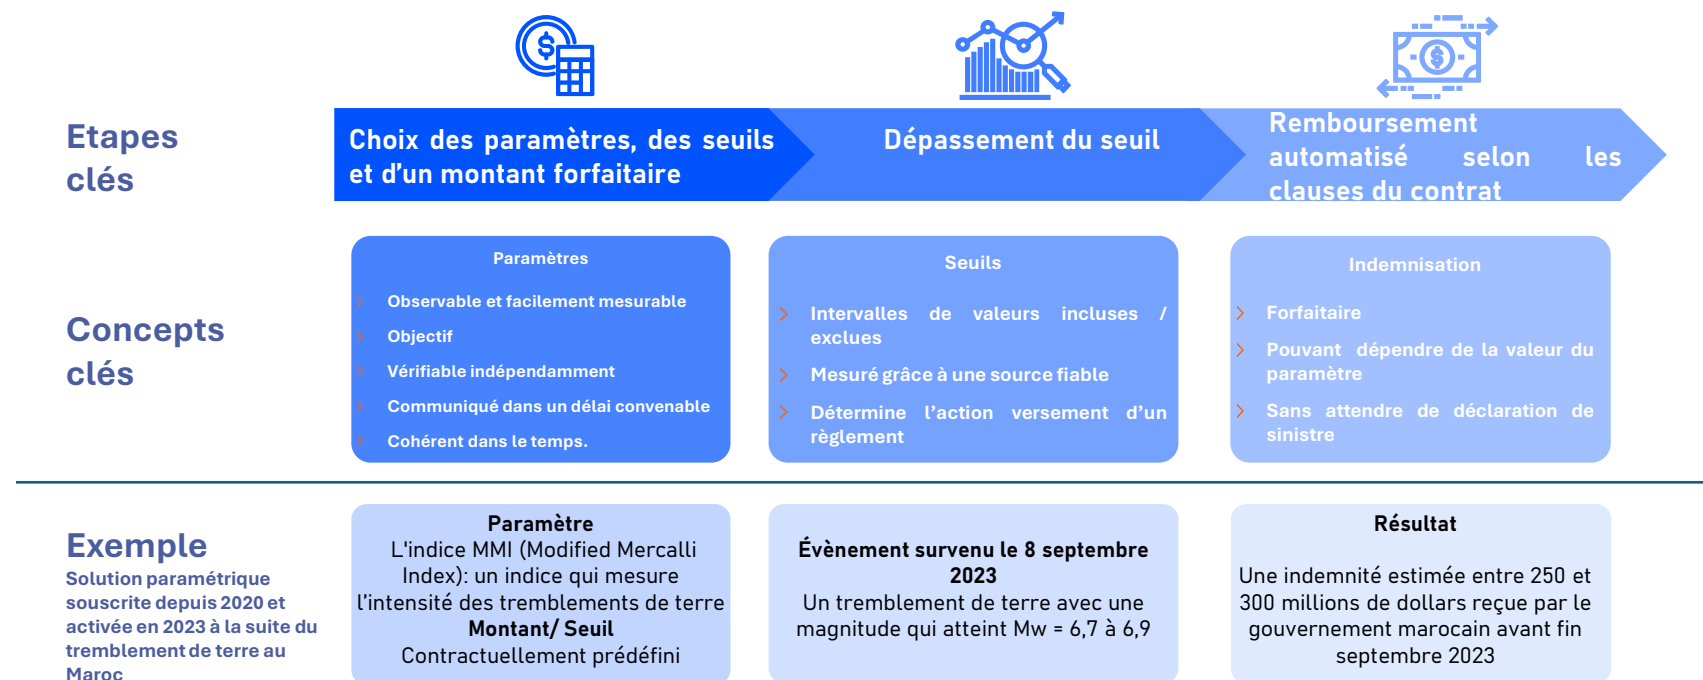 Etapes
clés
Choix des paramètres, des seuils
et d'un montant forfaitaire
Dépassement du seuil
Remboursement
automatisé selon les
clauses du contrat
Concepts
clés
Paramètres
Observable et facilement mesurable
Objectif
Vérifiable indépendamment
Communiqué dans un délai convenable
Cohérent dans le temps.
Seuils
Intervalles de valeurs incluses /
exclues
Mesuré grâce à une source fiable
Détermine l'action versement d'un
règlement
Indemnisation
Forfaitaire
Pouvant dépendre de la valeur du
paramètre
Sans attendre de déclaration de
sinistre
Exemple
Solution paramétrique
souscrite depuis 2020 et
activée en 2023 à la suite du
tremblement de terre au
Maroc
Paramètre
L'indice MMI (Modified Mercalli
Index): un indice qui mesure
l'intensité des tremblements de terre
Montant/ Seuil
Contractuellement prédéfini
Évènement survenu le 8 septembre
2023
Un tremblement de terre avec une
magnitude qui atteint Mw = 6,7 à 6,9
Résultat
Une indemnité estimée entre 250 et
300 millions de dollars reçue par le
gouvernement marocain avant fin
septembre 2023